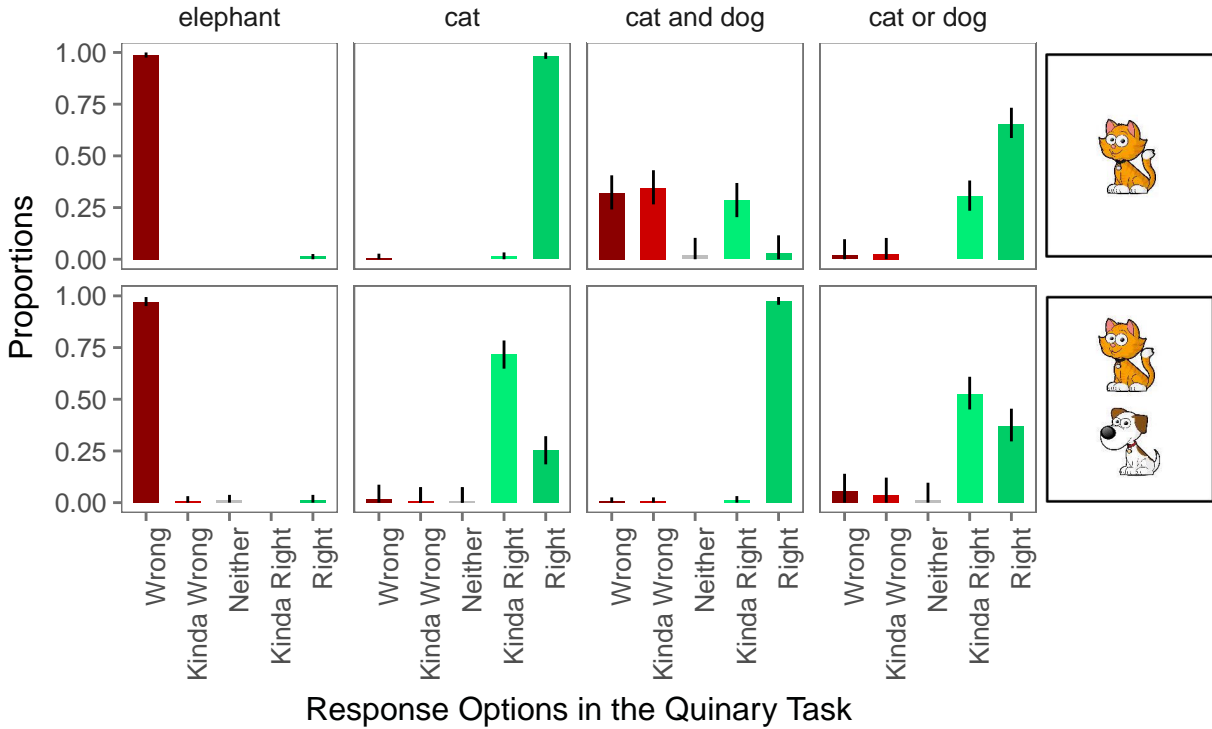 elephant cat cat and dog cat or dog
Proportions
1.00
0.75
0.50
0.25
0.00
1.00
0.75
0.50
0.25
0.00
Wrong Kinda Wrong Neither Kinda Right Right Wrong Kinda Wrong Neither Kinda Right Right Wrong Kinda Wrong Neither Kinda Right Right Wrong Kinda Wrong Neither Kinda Right Right
Response Options in the Quinary Task